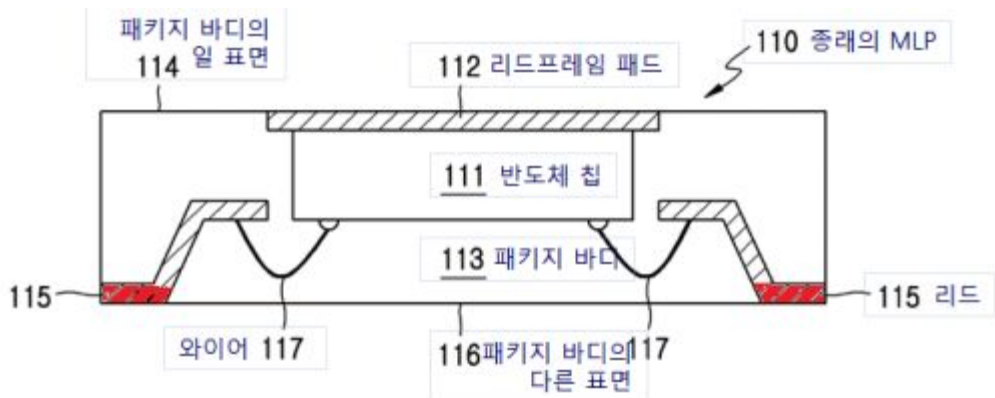 패키지 바디의
일 표면
114
112 리드프레임 패드
110 종래의 MLP
111 반도체 칩
113 패키지 바디
115
115 리드
와이어 117
116 패키지 바디의
다른 표면
117